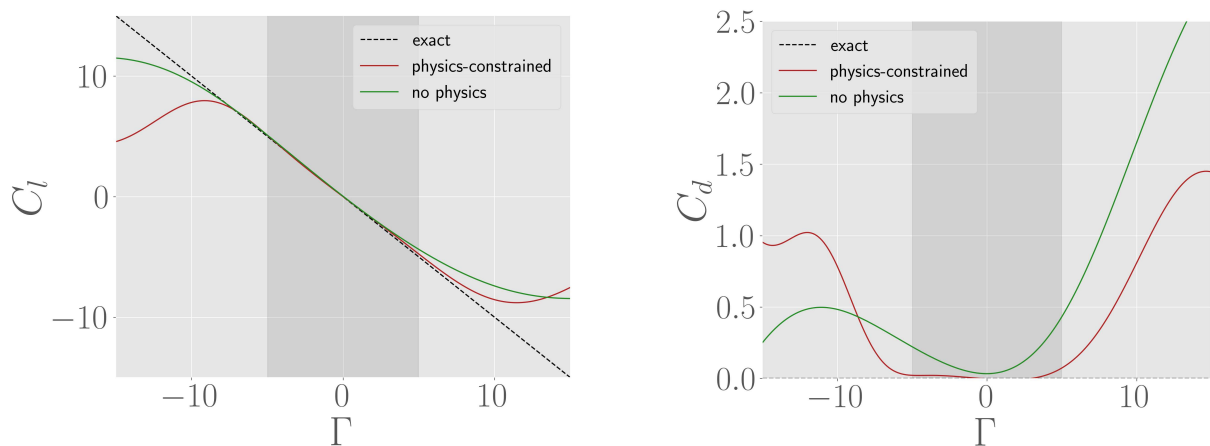 exact
physics-constrained
no physics
10
0
−10
C_l
−10
0
10
Γ
exact
physics-constrained
no physics
2.5
2.0
1.5
1.0
0.5
0.0
C_d
−10
0
10
Γ